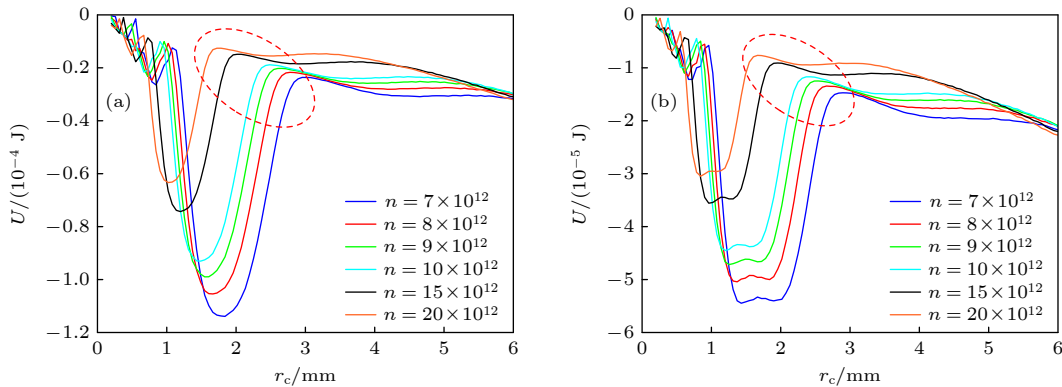 0
−0.2
−0.4
−0.6
−0.8
−1.0
−1.2
U/(10⁻⁴ J)
(a)
n = 7×10¹²
n = 8×10¹²
n = 9×10¹²
n = 10×10¹²
n = 15×10¹²
n = 20×10¹²
0 1 2 3 4 5 6
r_c/mm
0
−1
−2
−3
−4
−5
−6
U/(10⁻⁵ J)
(b)
n = 7×10¹²
n = 8×10¹²
n = 9×10¹²
n = 10×10¹²
n = 15×10¹²
n = 20×10¹²
0 1 2 3 4 5 6
r_c/mm